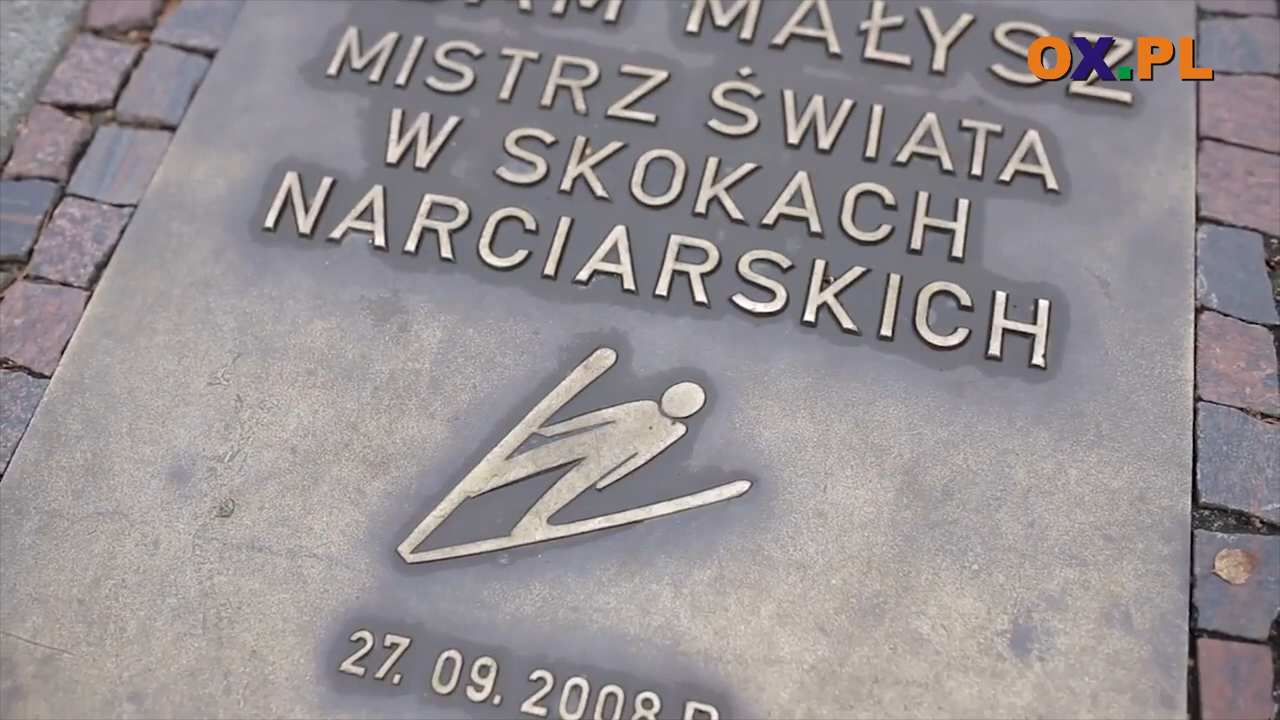 MAŁYSZ
MISTRZ ŚWIATA
W SKOKACH
NARCIARSKICH
27. 09. 2008 R
OX.PL